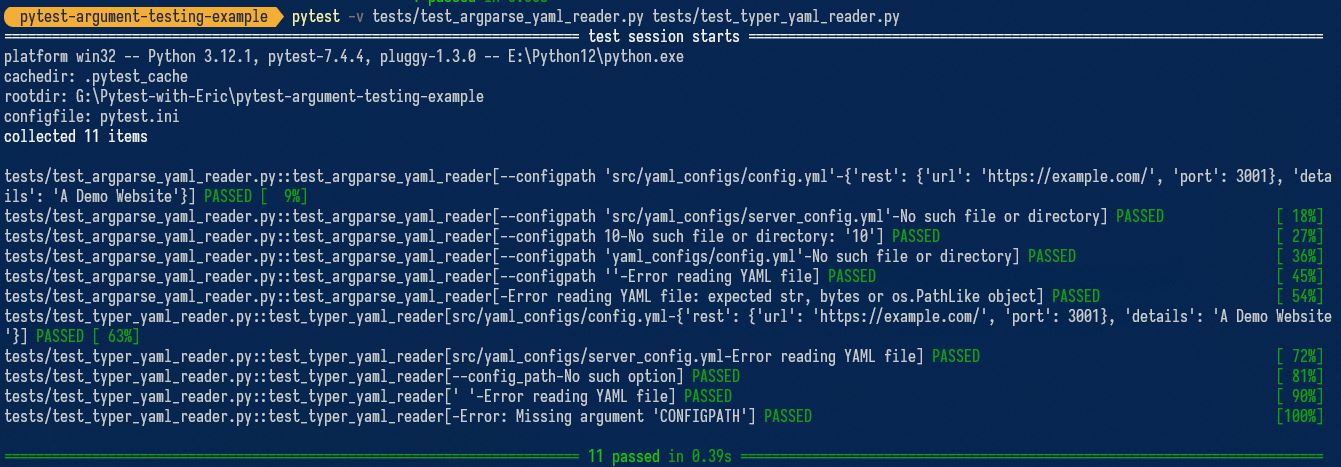 pytest-argument-testing-example pytest -v tests/test_argparse_yaml_reader.py tests/test_typer_yaml_reader.py
test session starts
platform win32 -- Python 3.12.1, pytest-7.4.4, pluggy-1.3.0 -- E:\Python12\python.exe
cachedir: .pytest_cache
rootdir: G:\Pytest-with-Eric\pytest-argument-testing-example
configfile: pytest.ini
collected 11 items
tests/test_argparse_yaml_reader.py::test_argparse_yaml_reader[--configpath 'src/yaml_configs/config.yml'-{'rest': {'url': 'https://example.com/', 'port': 3001}, 'deta
ils': 'A Demo Website'}] PASSED [  9%]
tests/test_argparse_yaml_reader.py::test_argparse_yaml_reader[--configpath 'src/yaml_configs/server_config.yml'-No such file or directory] PASSED [ 18%]
tests/test_argparse_yaml_reader.py::test_argparse_yaml_reader[--configpath 10-No such file or directory: '10'] PASSED [ 27%]
tests/test_argparse_yaml_reader.py::test_argparse_yaml_reader[--configpath 'yaml_configs/config.yml'-No such file or directory] PASSED [ 36%]
tests/test_argparse_yaml_reader.py::test_argparse_yaml_reader[--configpath ''-Error reading YAML file] PASSED [ 45%]
tests/test_argparse_yaml_reader.py::test_argparse_yaml_reader[-Error reading YAML file: expected str, bytes or os.PathLike object] PASSED [ 54%]
tests/test_typer_yaml_reader.py::test_typer_yaml_reader[src/yaml_configs/config.yml-{'rest': {'url': 'https://example.com/', 'port': 3001}, 'details': 'A Demo Website
'}] PASSED [ 63%]
tests/test_typer_yaml_reader.py::test_typer_yaml_reader[src/yaml_configs/server_config.yml-Error reading YAML file] PASSED [ 72%]
tests/test_typer_yaml_reader.py::test_typer_yaml_reader[--config_path-No such option] PASSED [ 81%]
tests/test_typer_yaml_reader.py::test_typer_yaml_reader[' '-Error reading YAML file] PASSED [ 90%]
tests/test_typer_yaml_reader.py::test_typer_yaml_reader[-Error: Missing argument 'CONFIGPATH'] PASSED [100%]
11 passed in 0.39s